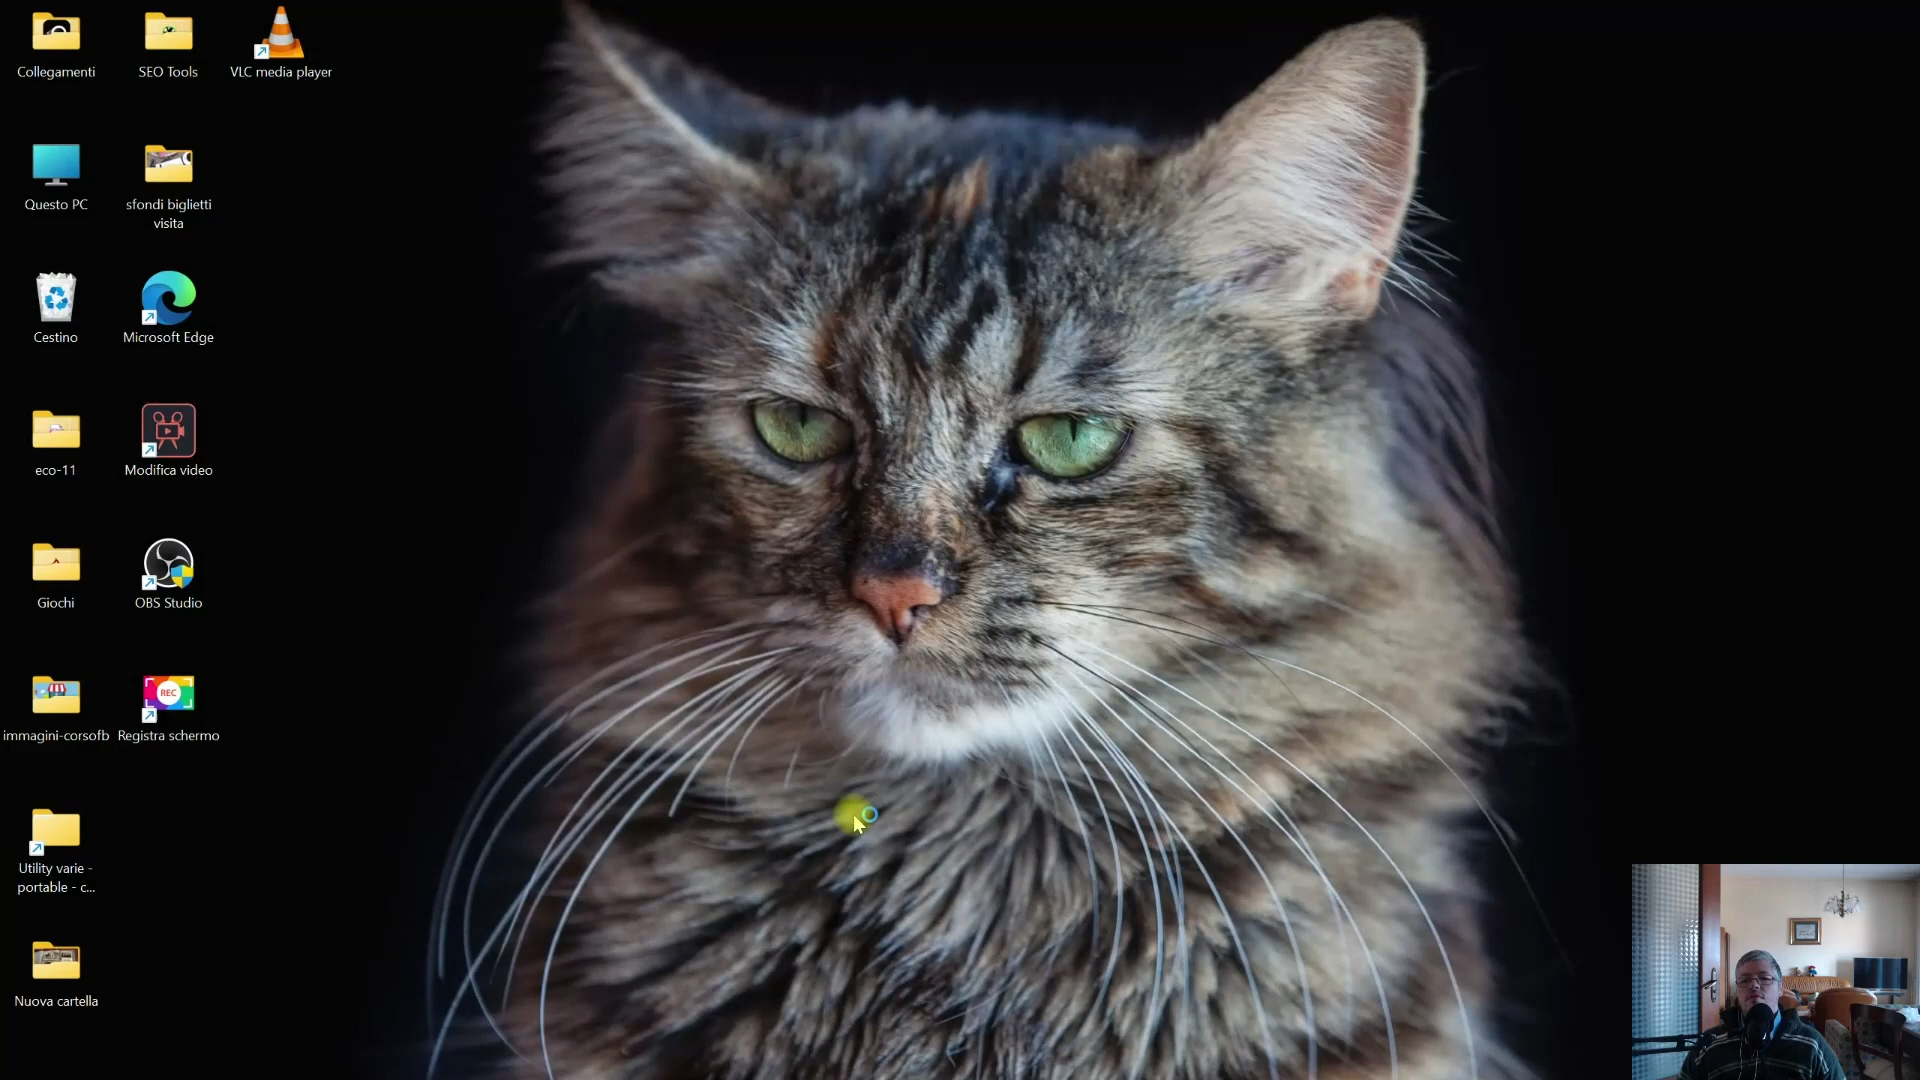 Collegamenti
SEO Tools
VLC media player
Questo PC
sfondi biglietti
visita
Cestino
Microsoft Edge
eco-11
Modifica video
Giochi
OBS Studio
immagini-corsofb
REC
Registra schermo
Utility varie -
portable - c...
Nuova cartella